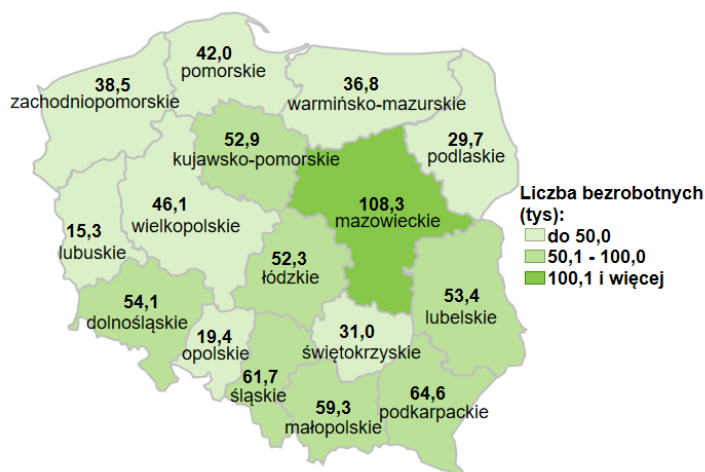 42,0
pomorskie
38,5
zachodniopomorskie
36,8
warmińsko-mazurskie
52,9
kujawsko-pomorskie
29,7
podlaskie
46,1
wielkopolskie
108,3
mazowieckie
15,3
lubuskie
52,3
łódzkie
54,1
dolnośląskie
53,4
lubelskie
19,4
opolskie
31,0
świętokrzyskie
61,7
śląskie
59,3
małopolskie
64,6
podkarpackie
Liczba bezrobotnych
(tys):
do 50,0
50,1 - 100,0
100,1 i więcej